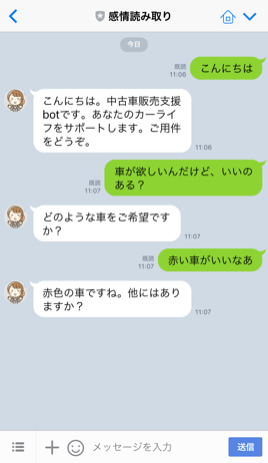 感情読み取り
今日
こんにちは
既読
11:06
こんにちは。中古車販売支援
botです。あなたのカーライ
フをサポートします。ご用件
をどうぞ。
11:06
車が欲しいんだけど、いいの
ある？
既読
11:07
どのような車をご希望です
か？
11:07
赤い車がいいなあ
既読
11:07
赤色の車ですね。他にはあり
ますか？
11:07
メッセージを入力
送信